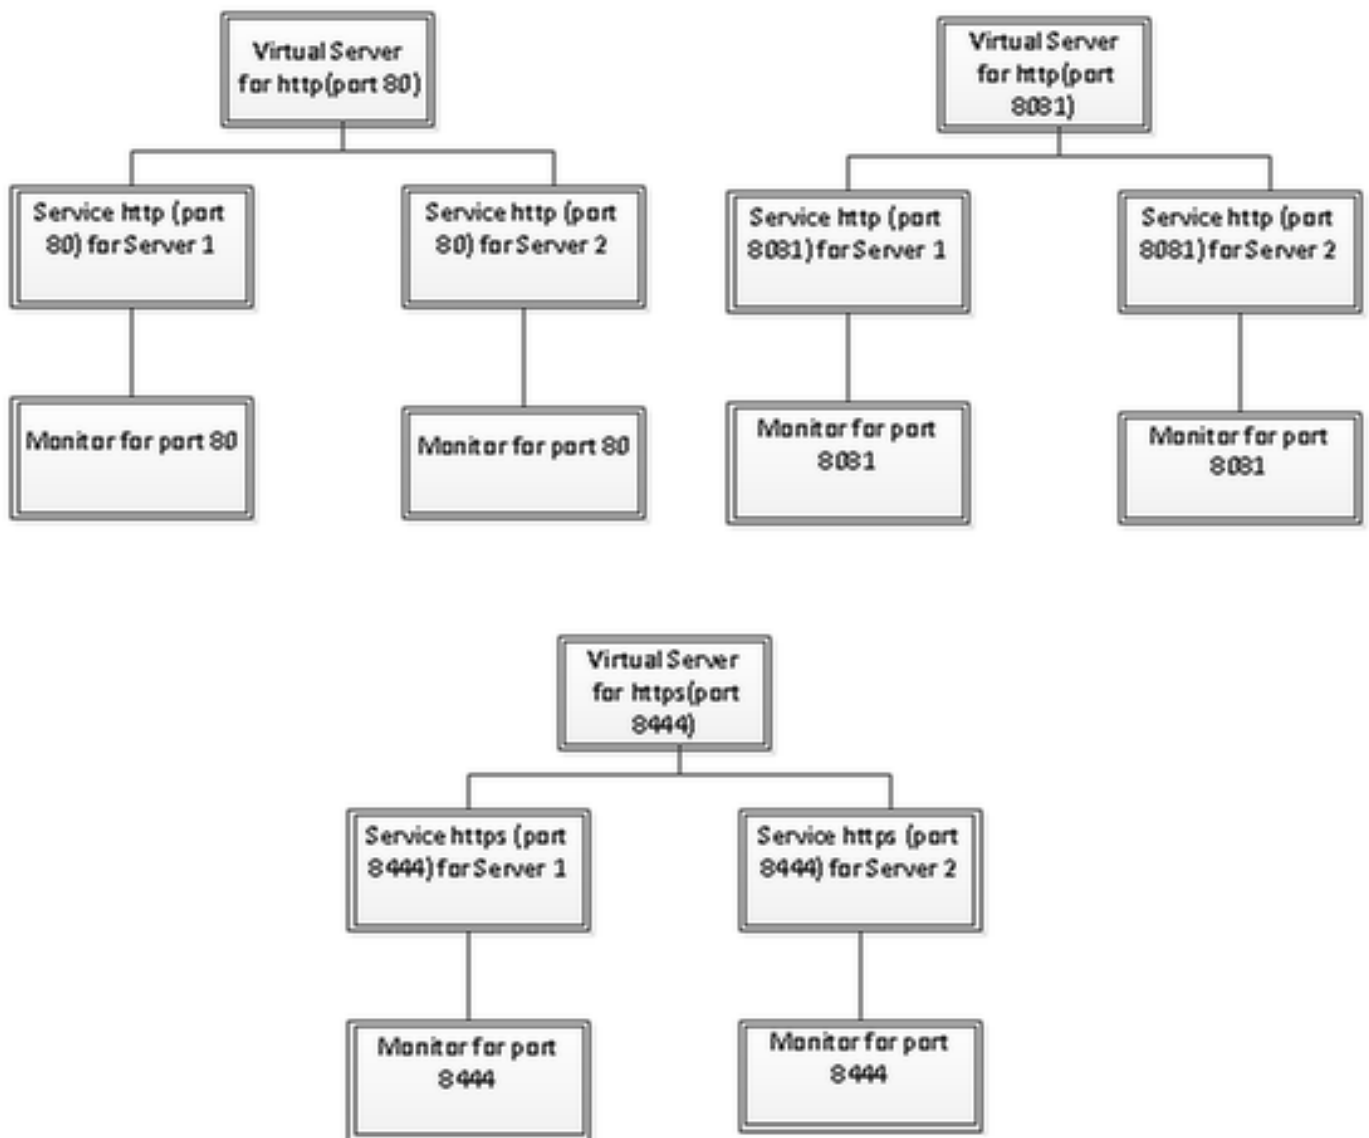 Virtual Server
for http(port 80)
Service http (port
80) for Server 1
Service http (port
80) for Server 2
Monitor for port 80
Monitor for port 80
Virtual Server
for http(port
8081)
Service http (port
8081) for Server 1
Service http (port
8081) for Server 2
Monitor for port
8081
Monitor for port
8081
Virtual Server
for https(port
8444)
Service https (port
8444) for Server 1
Service https (port
8444) for Server 2
Monitor for port
8444
Monitor for port
8444